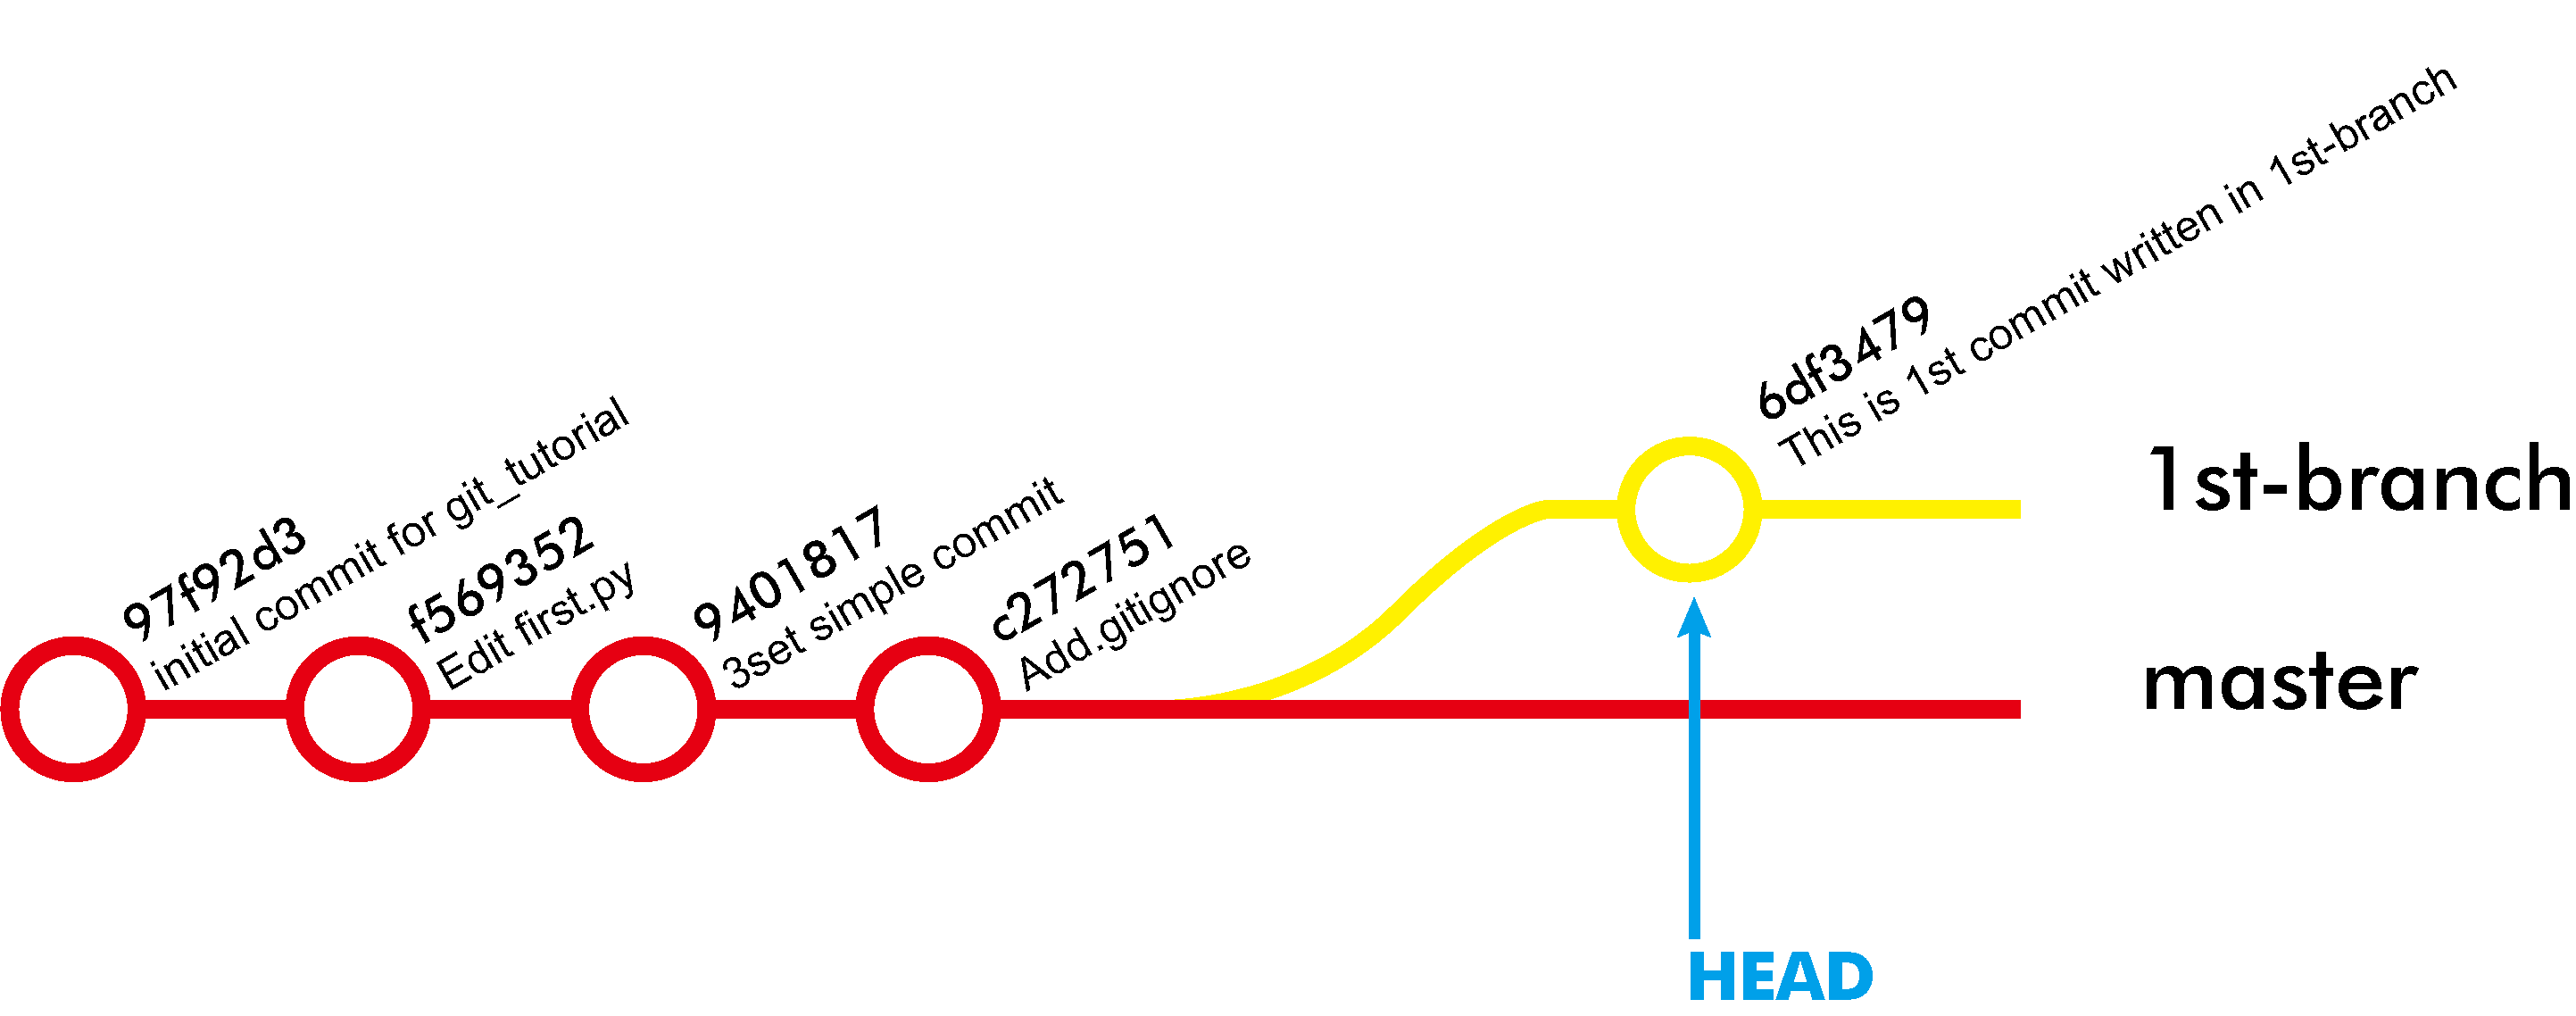 97f92d3
initial commit for git_tutorial
f569352
Edit first.py
9401817
3set simple commit
c272751
Add.gitignore
6df3479
This is 1st commit written in 1st-branch
1st-branch
master
HEAD